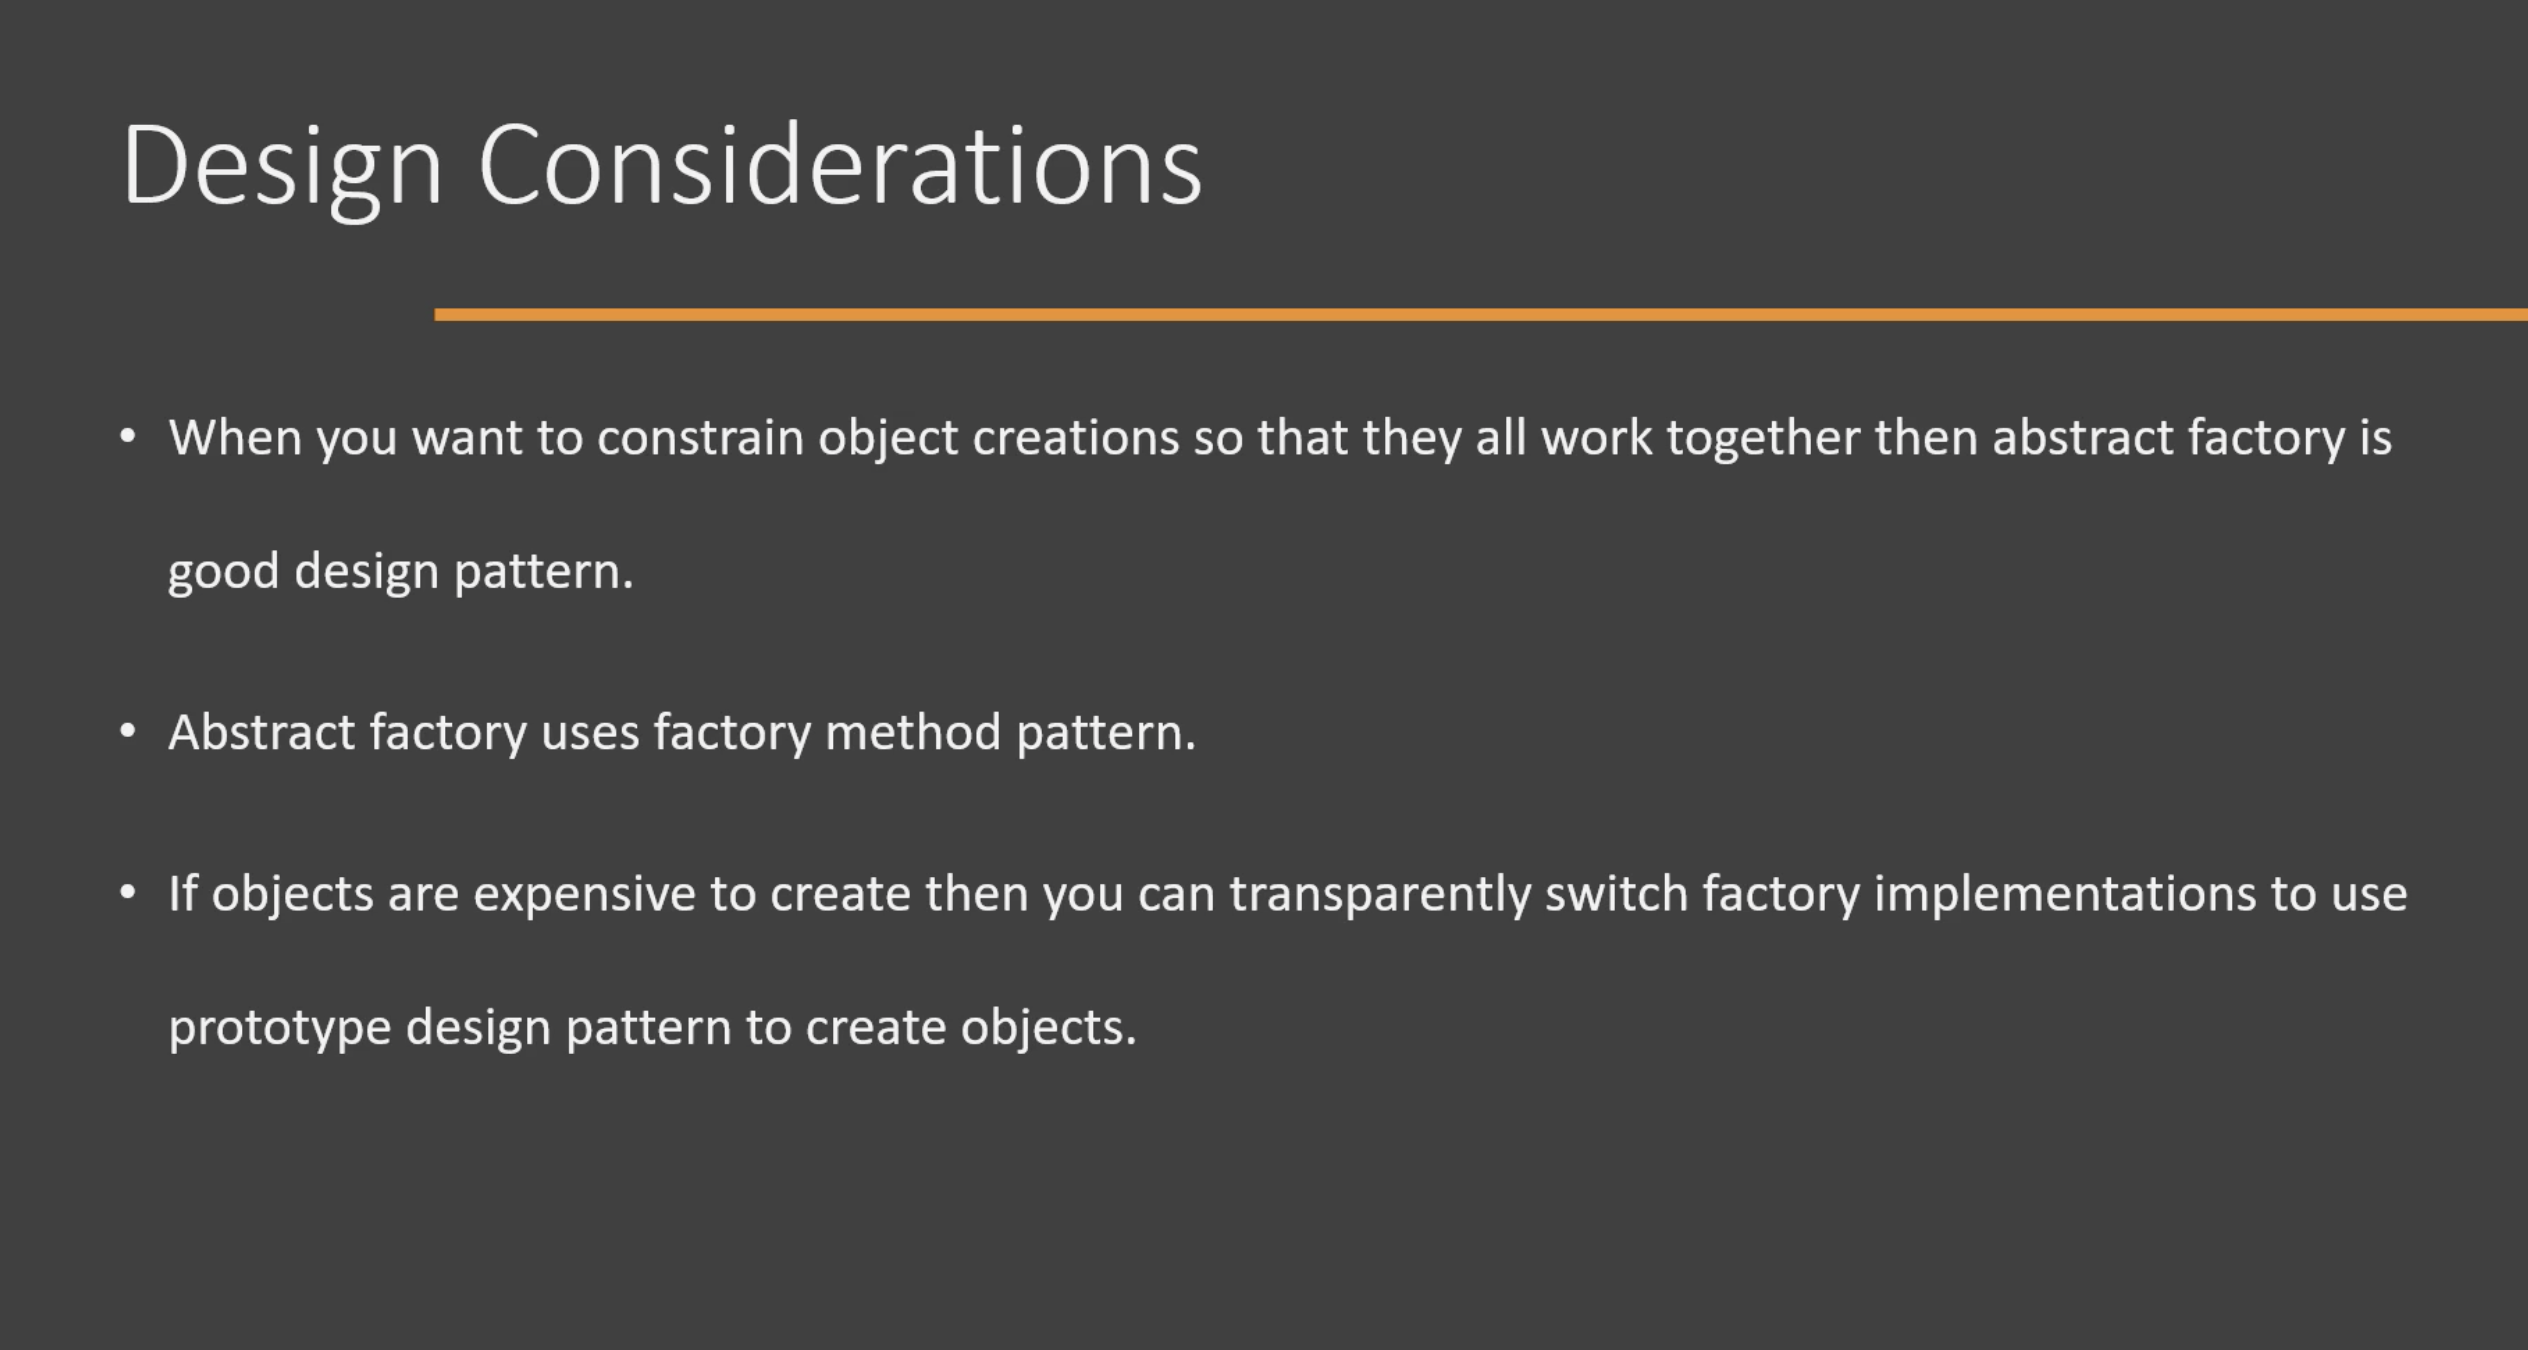 Design Considerations
• When you want to constrain object creations so that they all work together then abstract factory is
good design pattern.
• Abstract factory uses factory method pattern.
• If objects are expensive to create then you can transparently switch factory implementations to use
prototype design pattern to create objects.